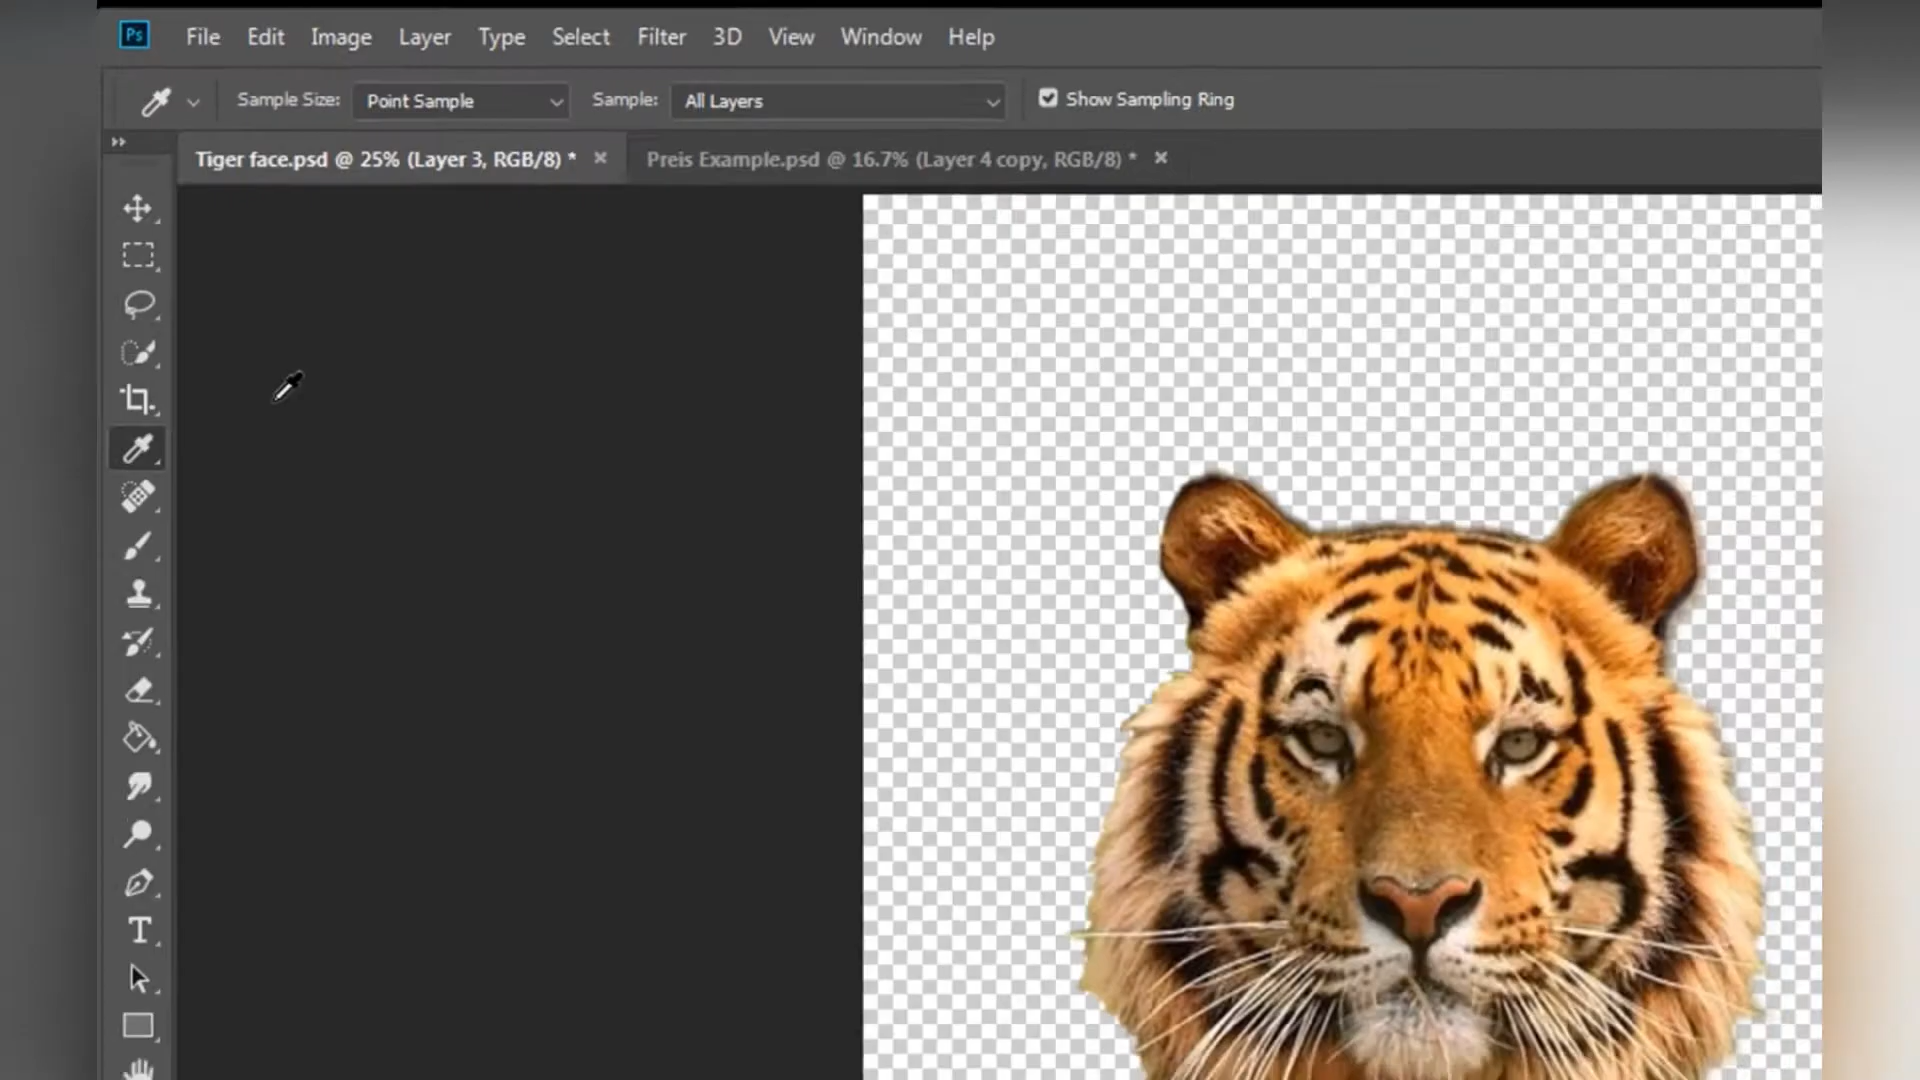 Ps File Edit Image Layer Type Select Filter 3D View Window Help
Sample Size: Point Sample Sample: All Layers Show Sampling Ring
Tiger face.psd @ 25% (Layer 3, RGB/8) * Preis Example.psd @ 16.7% (Layer 4 copy, RGB/8) *